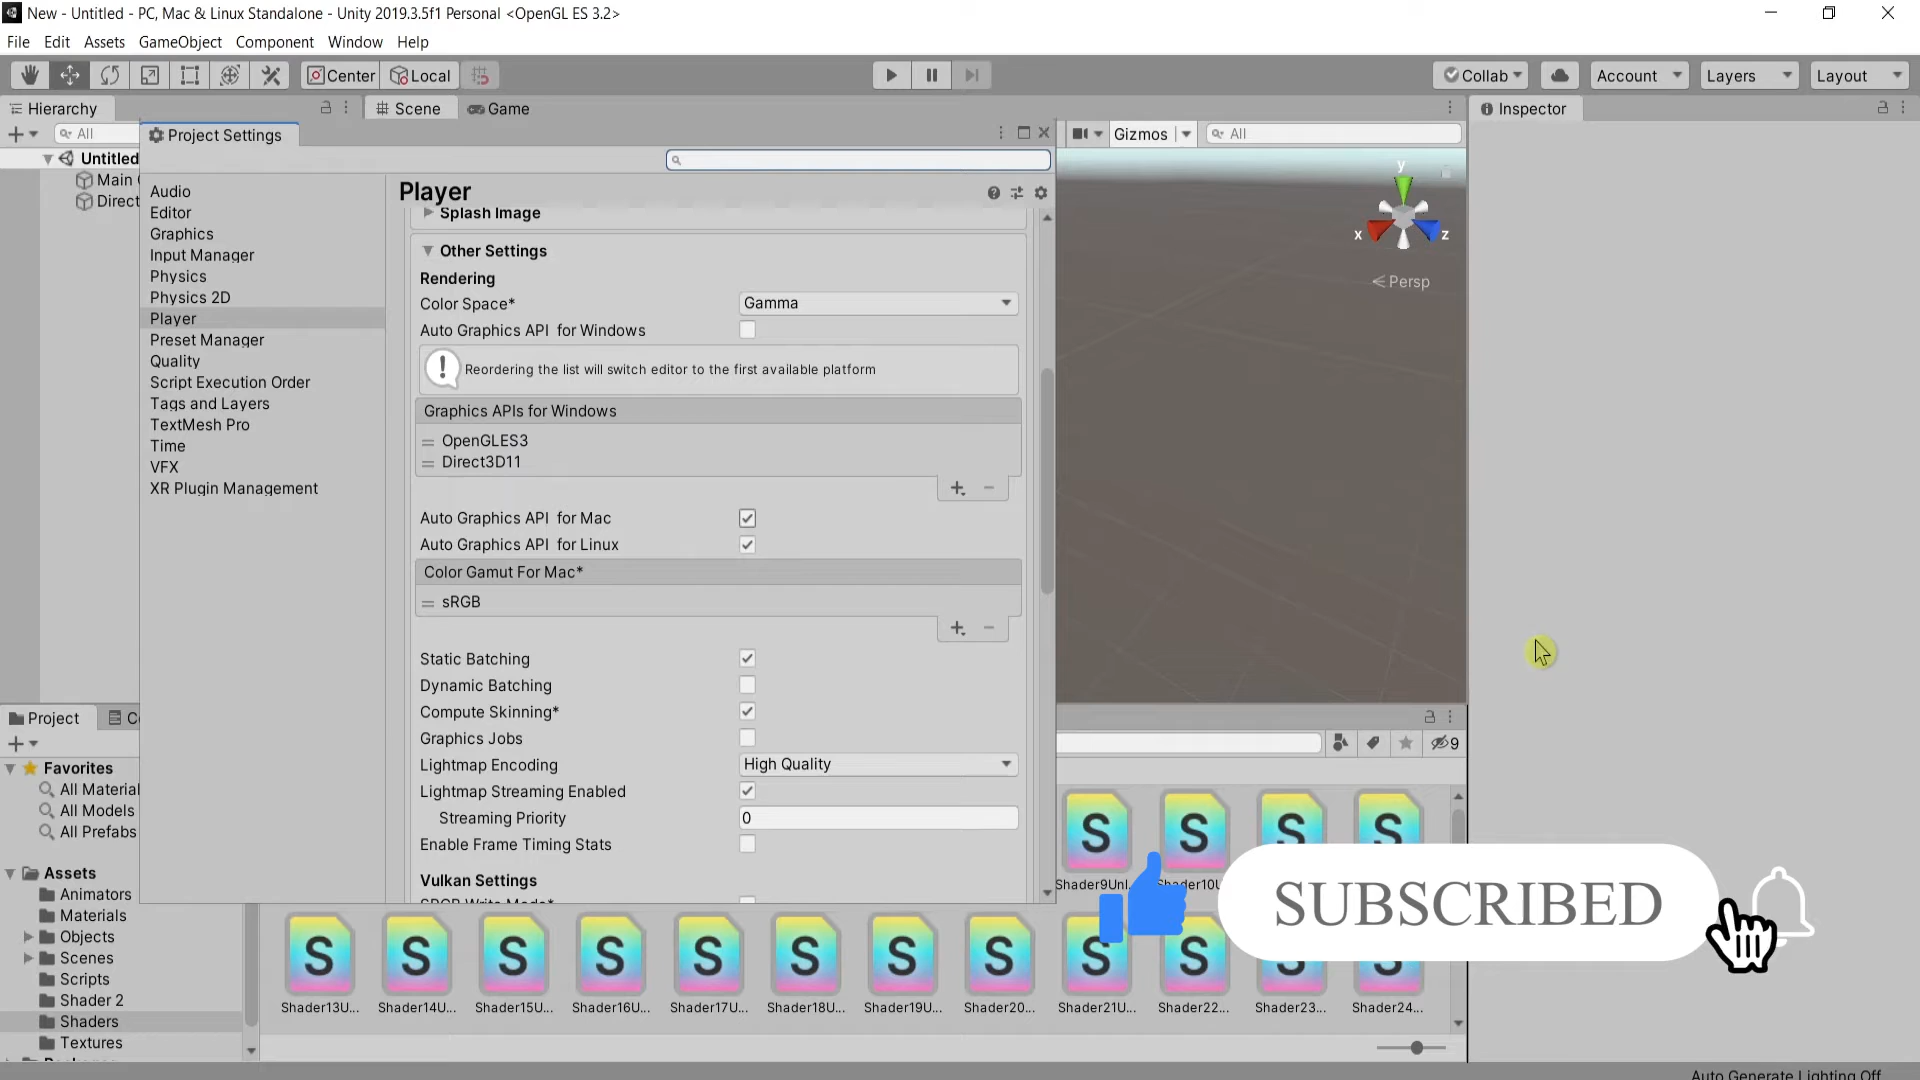 New - Untitled - PC, Mac & Linux Standalone - Unity 2019.3.5f1 Personal <OpenGL ES 3.2>
File Edit Assets GameObject Component Window Help
Center Local Collab Account Layers Layout
Hierarchy Scene Game Inspector
All Project Settings Gizmos All
Untitled
Main
Direct
Audio
Editor
Graphics
Input Manager
Physics
Physics 2D
Player
Preset Manager
Quality
Script Execution Order
Tags and Layers
TextMesh Pro
Time
VFX
XR Plugin Management
Player
Splash Image
Other Settings
Rendering
Color Space* Gamma
Auto Graphics API for Windows
! Reordering the list will switch editor to the first available platform
Graphics APIs for Windows
OpenGLES3
Direct3D11
Auto Graphics API for Mac
Auto Graphics API for Linux
Color Gamut For Mac*
sRGB
Static Batching
Dynamic Batching
Compute Skinning*
Graphics Jobs
Lightmap Encoding High Quality
Lightmap Streaming Enabled
Streaming Priority 0
Enable Frame Timing Stats
Vulkan Settings
y
x z
Persp
Project C
9
Favorites
All Material
All Models
All Prefabs
Assets
Animators
Materials
Objects
Scenes
Scripts
Shader 2
Shaders
Textures
S S S S
Shader9Unl... Shader10U
S S S S S S S S S S S S
Shader13U... Shader14U... Shader15U... Shader16U... Shader17U... Shader18U... Shader19U... Shader20... Shader21U... Shader22... Shader23... Shader24...
SUBSCRIBED
Auto Generate Lighting Off